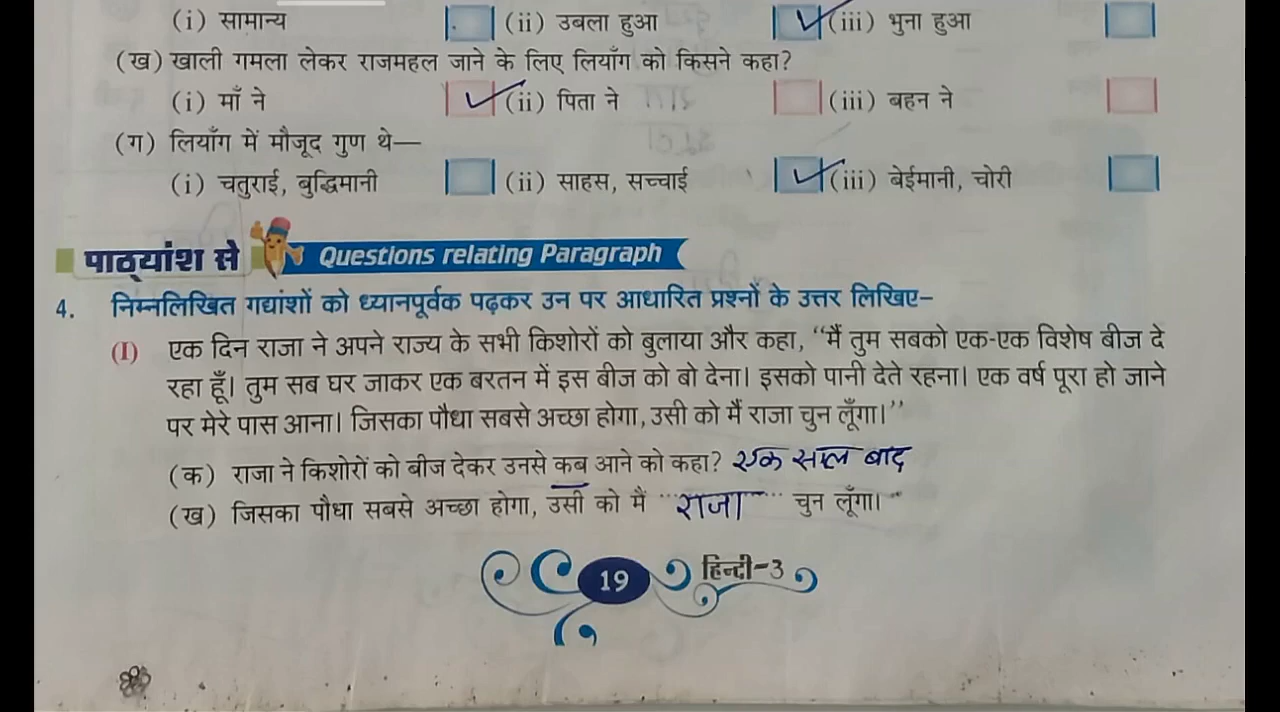 (i) सामान्य (ii) उबला हुआ ✓ (iii) भुना हुआ
(ख) खाली गमला लेकर राजमहल जाने के लिए लियाँग को किसने कहा?
(i) माँ ने ✓ (ii) पिता ने (iii) बहन ने
(ग) लियाँग में मौजूद गुण थे—
(i) चतुराई, बुद्धिमानी (ii) साहस, सच्चाई ✓ (iii) बेईमानी, चोरी
पाठ्यांश से Questions relating Paragraph
4. निम्नलिखित गद्यांशों को ध्यानपूर्वक पढ़कर उन पर आधारित प्रश्नों के उत्तर लिखिए–
(I) एक दिन राजा ने अपने राज्य के सभी किशोरों को बुलाया और कहा, “मैं तुम सबको एक-एक विशेष बीज दे
रहा हूँ। तुम सब घर जाकर एक बरतन में इस बीज को बो देना। इसको पानी देते रहना। एक वर्ष पूरा हो जाने
पर मेरे पास आना। जिसका पौधा सबसे अच्छा होगा, उसी को मैं राजा चुन लूँगा।”
(क) राजा ने किशोरों को बीज देकर उनसे कब आने को कहा? एक साल बाद
(ख) जिसका पौधा सबसे अच्छा होगा, उसी को मैं राजा चुन लूँगा।
19 हिन्दी-3